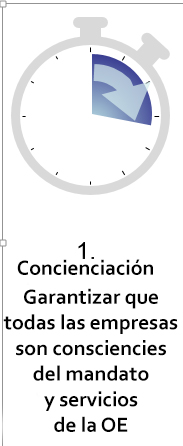 1.
Concienciación
Garantizar que
todas las empresas
son consciencies
del mandato
y servicios
de la OE